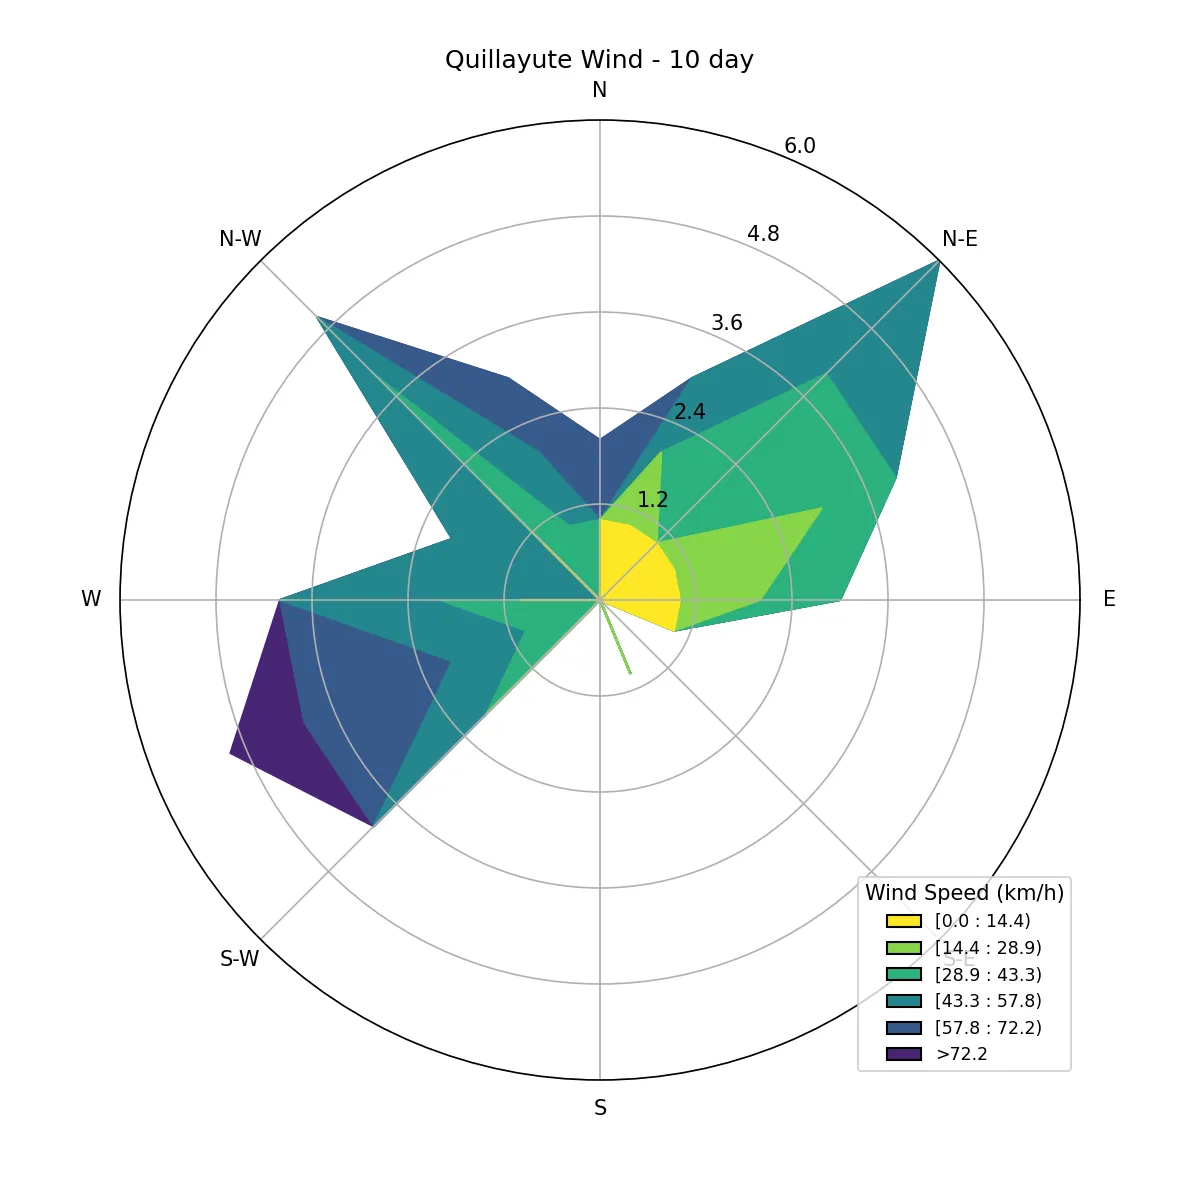 Quillayute Wind - 10 day
N
6.0
4.8
N-W
N-E
3.6
2.4
1.2
W
E
S-W
S-E
Wind Speed (km/h)
[0.0 : 14.4)
[14.4 : 28.9)
[28.9 : 43.3)
[43.3 : 57.8)
[57.8 : 72.2)
>72.2
S